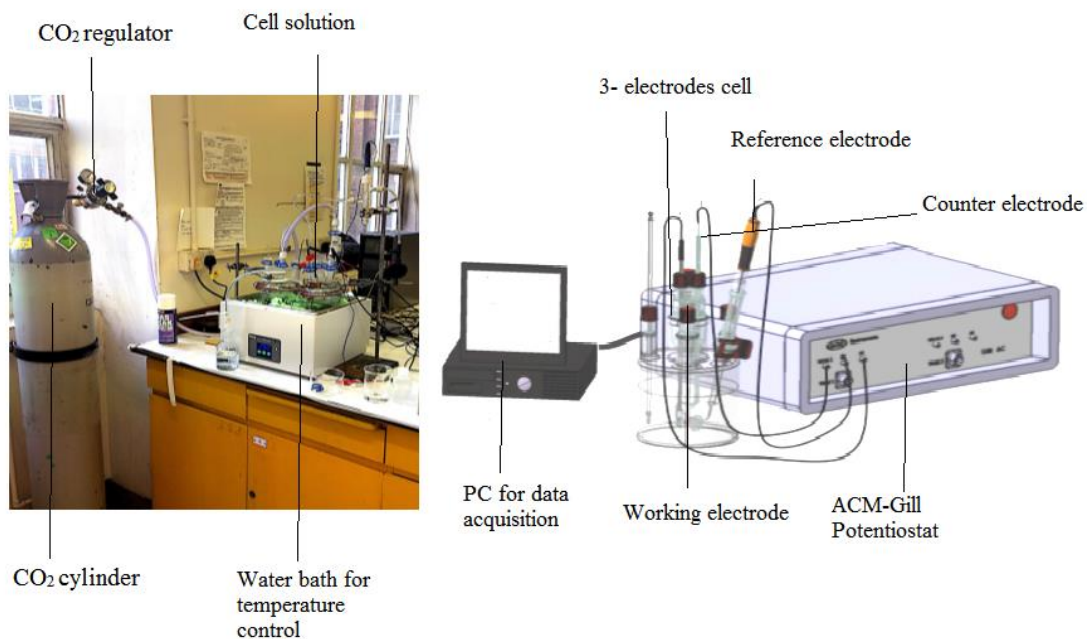 CO₂ regulator
Cell solution
3- electrodes cell
Reference electrode
Counter electrode
PC for data
acquisition
Working electrode
ACM-Gill
Potentiostat
CO₂ cylinder
Water bath for
temperature
control